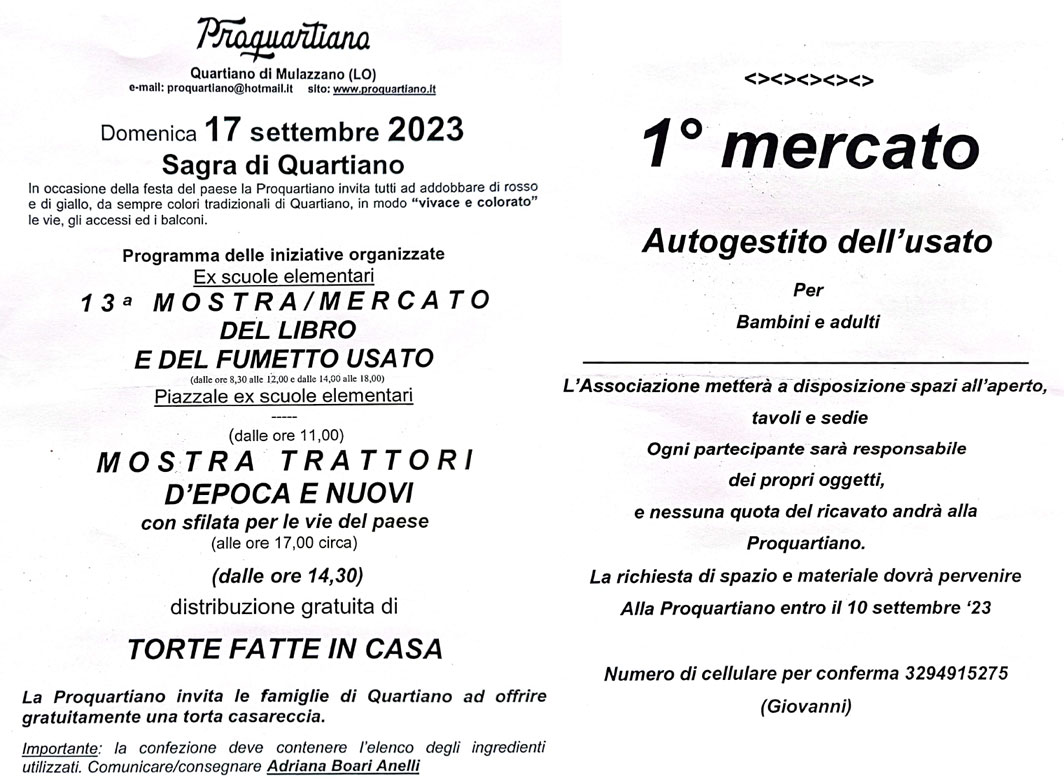 Proquartiano
Quartiano di Mulazzano (LO)
e-mail: proquartiano@hotmail.it sito: www.proquartiano.it
Domenica 17 settembre 2023
Sagra di Quartiano
In occasione della festa del paese la Proquartiano invita tutti ad addobbare di rosso
e di giallo, da sempre colori tradizionali di Quartiano, in modo “vivace e colorato”
le vie, gli accessi ed i balconi.
Programma delle iniziative organizzate
Ex scuole elementari
13ª MOSTRA/MERCATO
DEL LIBRO
E DEL FUMETTO USATO
(dalle ore 8,30 alle 12,00 e dalle 14,00 alle 18,00)
Piazzale ex scuole elementari
-----
(dalle ore 11,00)
MOSTRA TRATTORI
D’EPOCA E NUOVI
con sfilata per le vie del paese
(alle ore 17,00 circa)
(dalle ore 14,30)
distribuzione gratuita di
TORTE FATTE IN CASA
La Proquartiano invita le famiglie di Quartiano ad offrire
gratuitamente una torta casareccia.
Importante: la confezione deve contenere l’elenco degli ingredienti
utilizzati. Comunicare/consegnare Adriana Boari Anelli
<><><><><>
1° mercato
Autogestito dell’usato
Per
Bambini e adulti
L’Associazione metterà a disposizione spazi all’aperto,
tavoli e sedie
Ogni partecipante sarà responsabile
dei propri oggetti,
e nessuna quota del ricavato andrà alla
Proquartiano.
La richiesta di spazio e materiale dovrà pervenire
Alla Proquartiano entro il 10 settembre ‘23
Numero di cellulare per conferma 3294915275
(Giovanni)